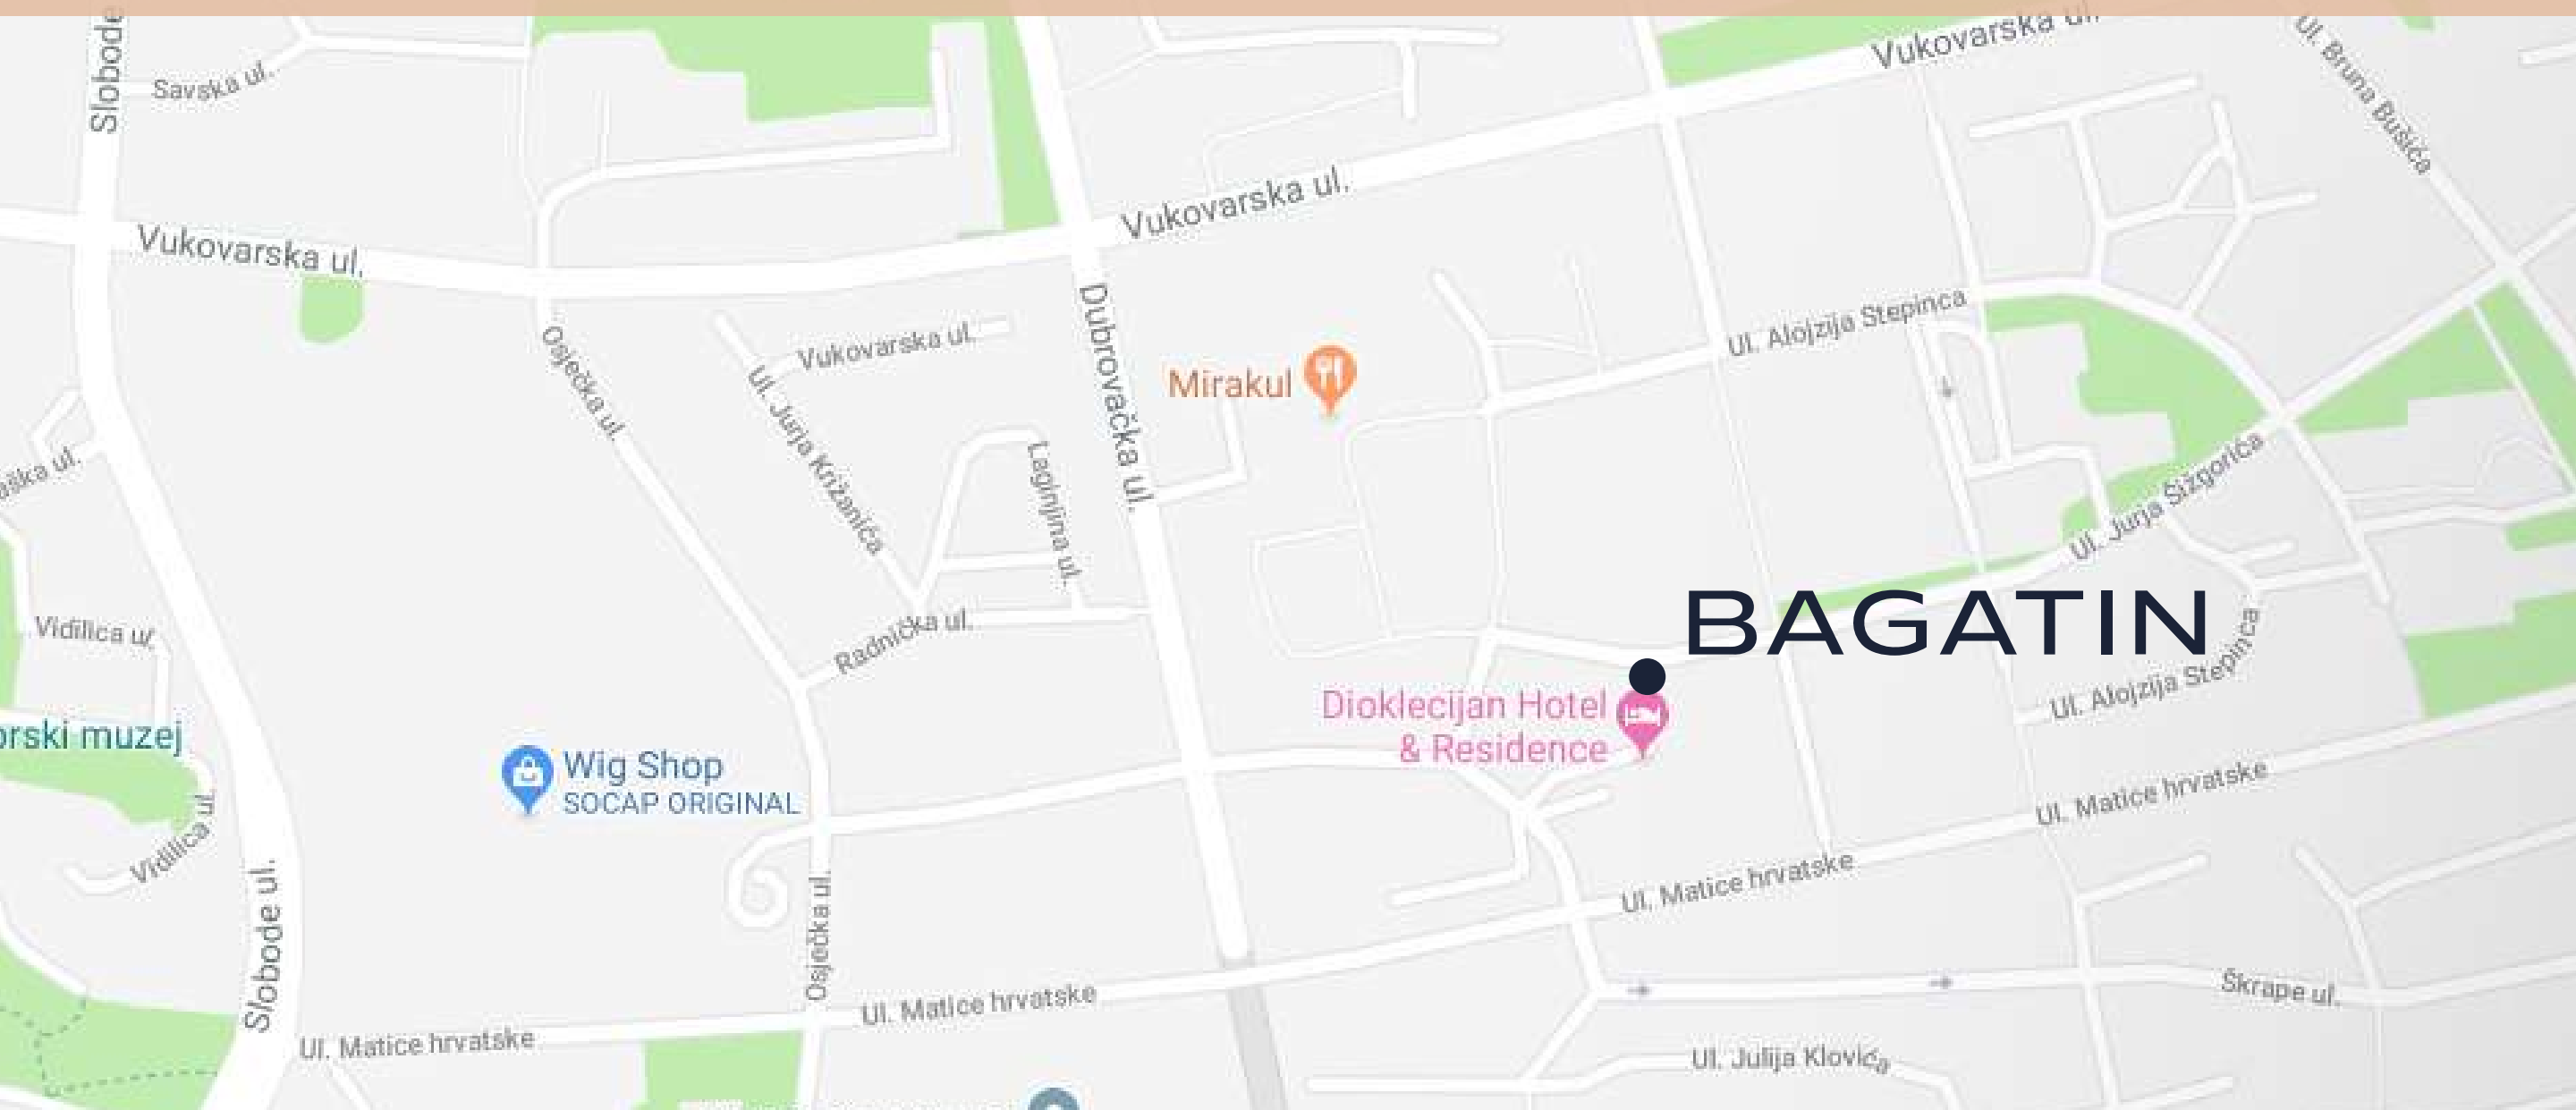 Slobode
Savska ul.
Vukovarska ul.
Ul. Bruna Bušića
Vukovarska ul.
Vukovarska ul.
Osječka ul.
Vukovarska ul.
Ul. Jurja Križanića
Dubrovačka ul.
Mirakul
Ul. Alojzija Stepinca
Laginjina ul.
aška ul.
Ul. Jurja Šižgorića
Vidilica ul.
Radnička ul.
BAGATIN
Ul. Alojzija Stepinca
orski muzej
Wig Shop
SOCAP ORIGINAL
Dioklecijan Hotel
& Residence
Vidilica ul.
Ul. Matice hrvatske
Ul. Matice hrvatske
Slobode ul.
Osječka ul.
Ul. Matice hrvatske
Škrape ul.
Ul. Matice hrvatske
Ul. Julija Klovića